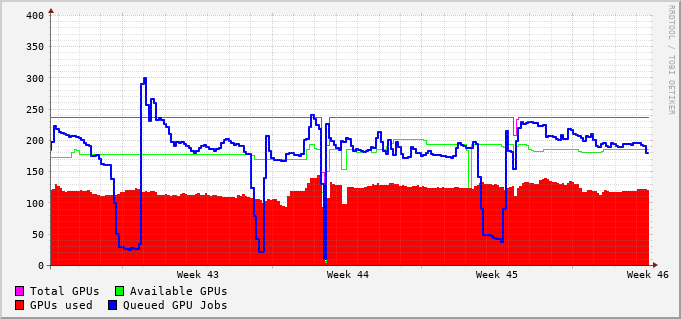 400
350
300
250
200
150
100
50
0
Week 43 Week 44 Week 45 Week 46
Total GPUs Available GPUs
GPUs used Queued GPU Jobs
RRDTOOL / TOBI OETIKER